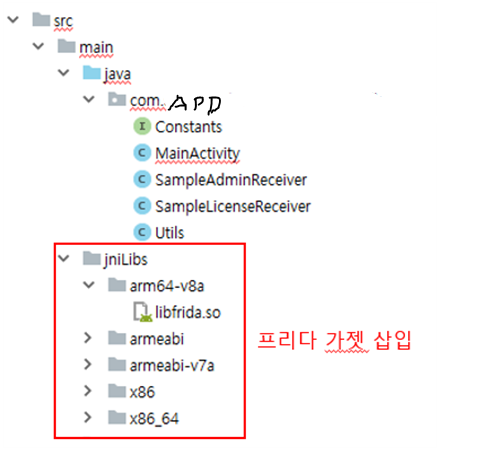 src
main
java
com. APD
Constants
MainActivity
SampleAdminReceiver
SampleLicenseReceiver
Utils
jniLibs
arm64-v8a
libfrida.so
armeabi
armeabi-v7a
x86
x86_64
프리다 가젯 삽입